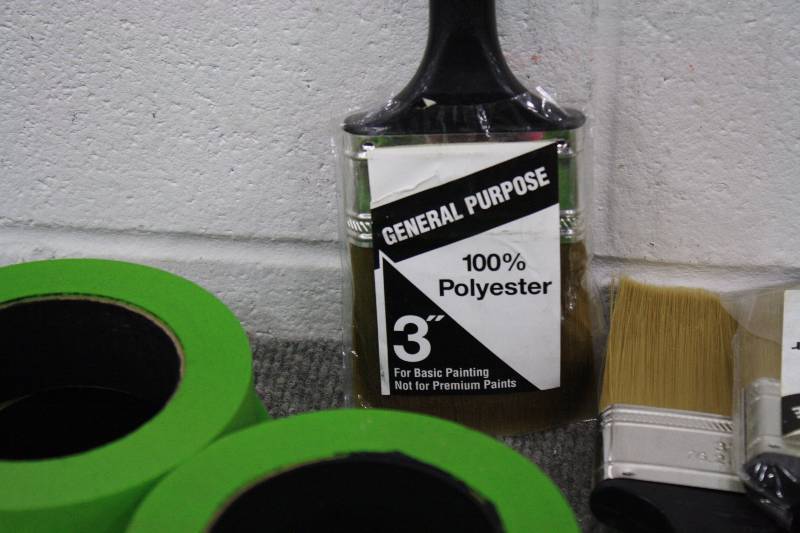 GENERAL PURPOSE
100%
Polyester
3"
For Basic Painting
Not for Premium Paints